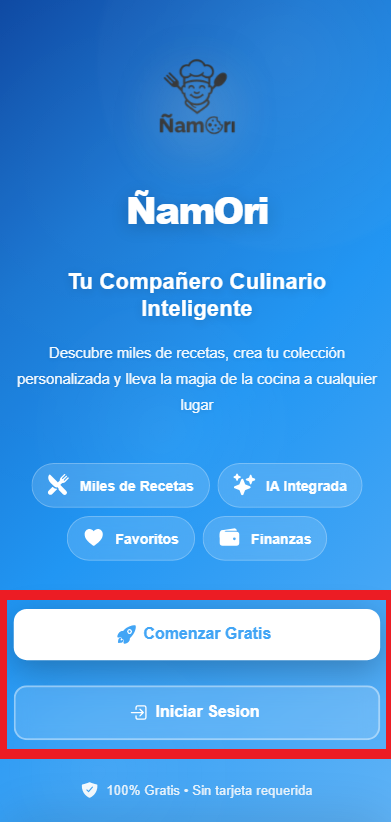 ÑamOri
ÑamOri
Tu Compañero Culinario
Inteligente
Descubre miles de recetas, crea tu colección
personalizada y lleva la magia de la cocina a cualquier
lugar
Miles de Recetas
IA Integrada
Favoritos
Finanzas
Comenzar Gratis
Iniciar Sesion
100% Gratis • Sin tarjeta requerida